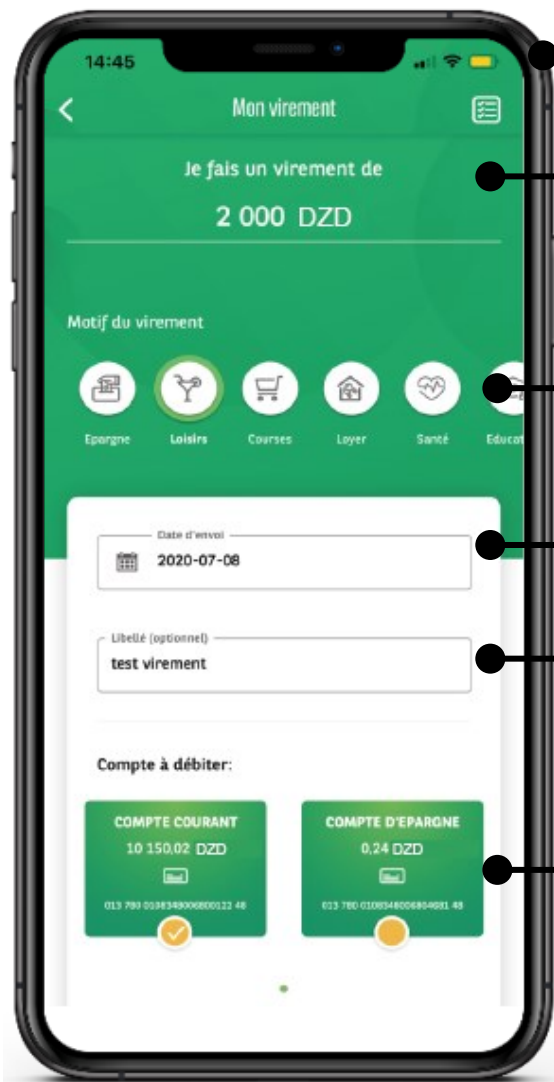 14:45
Mon virement
Je fais un virement de
2 000 DZD
Motif du virement
Epargne Loisirs Courses Loyer Santé Educat
Date d'envoi
2020-07-08
Libellé (optionnel)
test virement
Compte à débiter:
COMPTE COURANT COMPTE D'EPARGNE
10 150,02 DZD 0,24 DZD